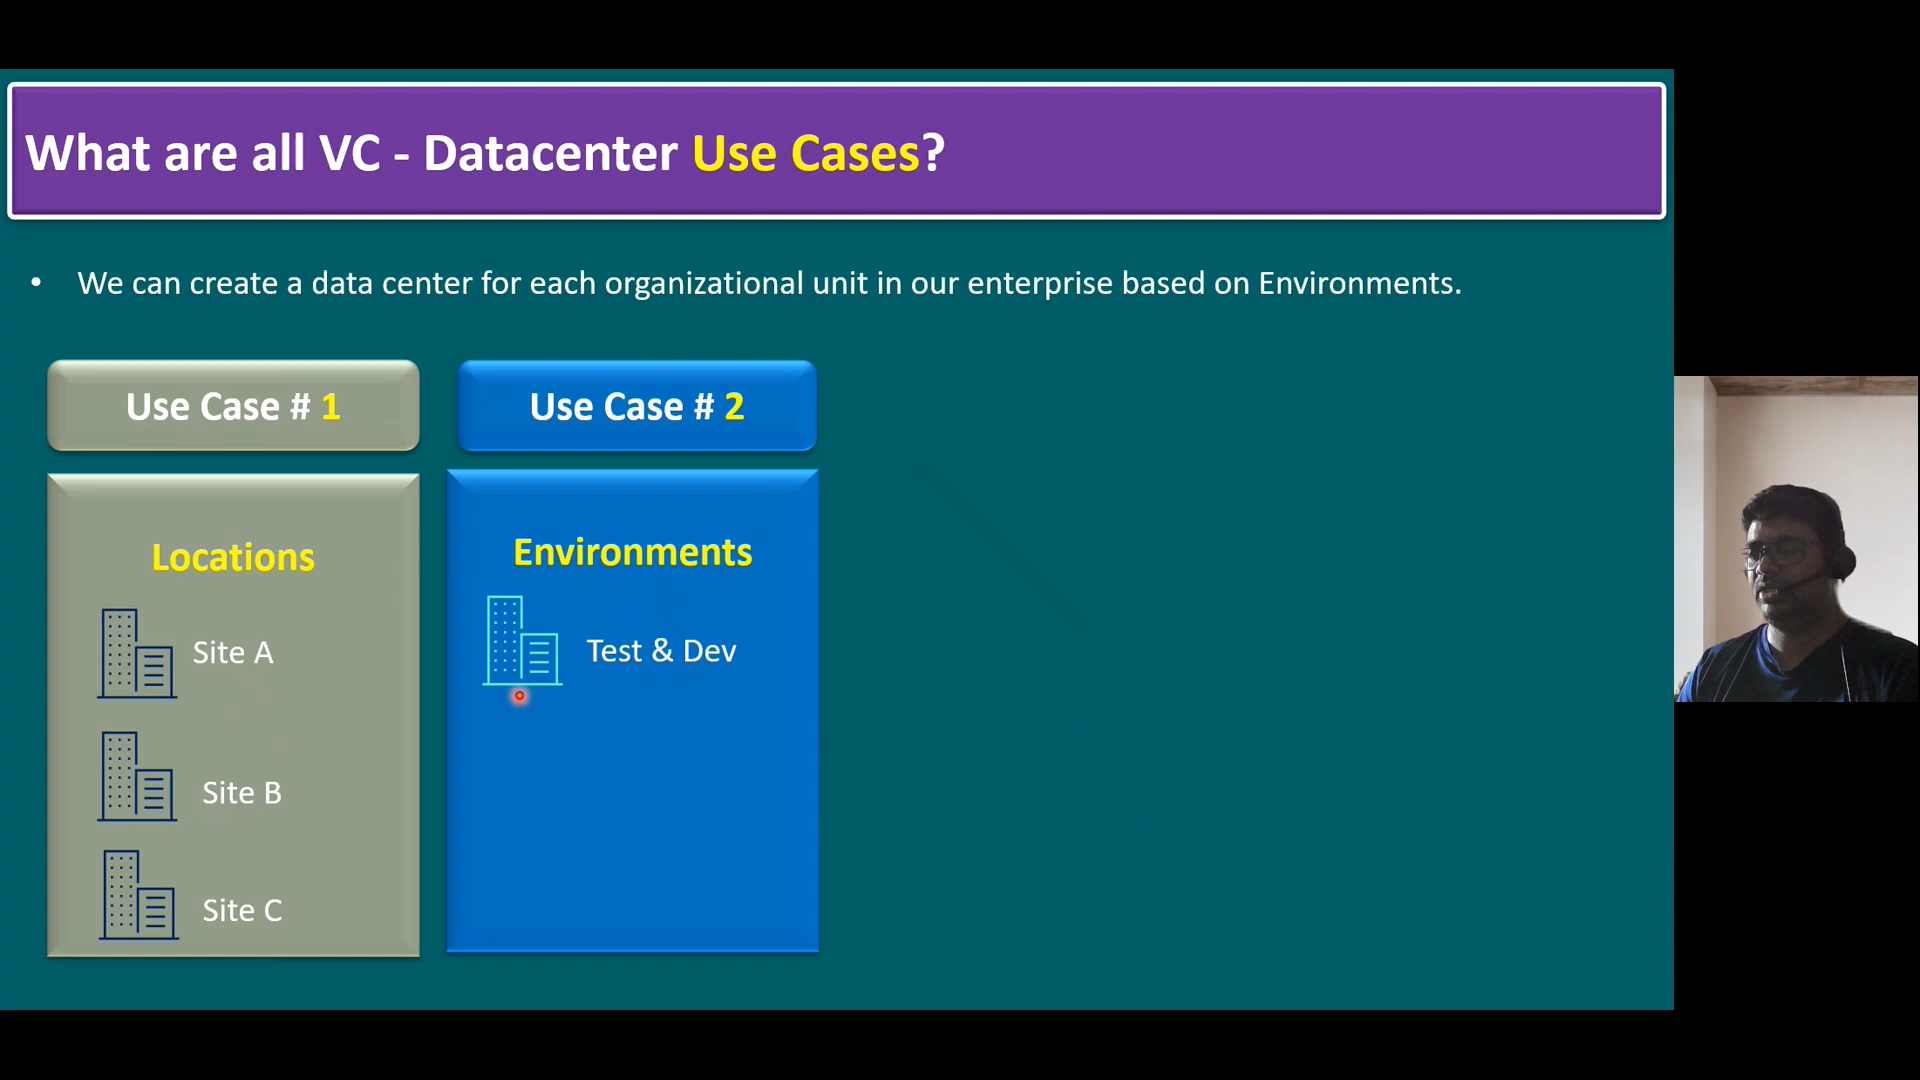 What are all VC - Datacenter Use Cases?
• We can create a data center for each organizational unit in our enterprise based on Environments.
Use Case # 1
Locations
Site A
Site B
Site C
Use Case # 2
Environments
Test & Dev